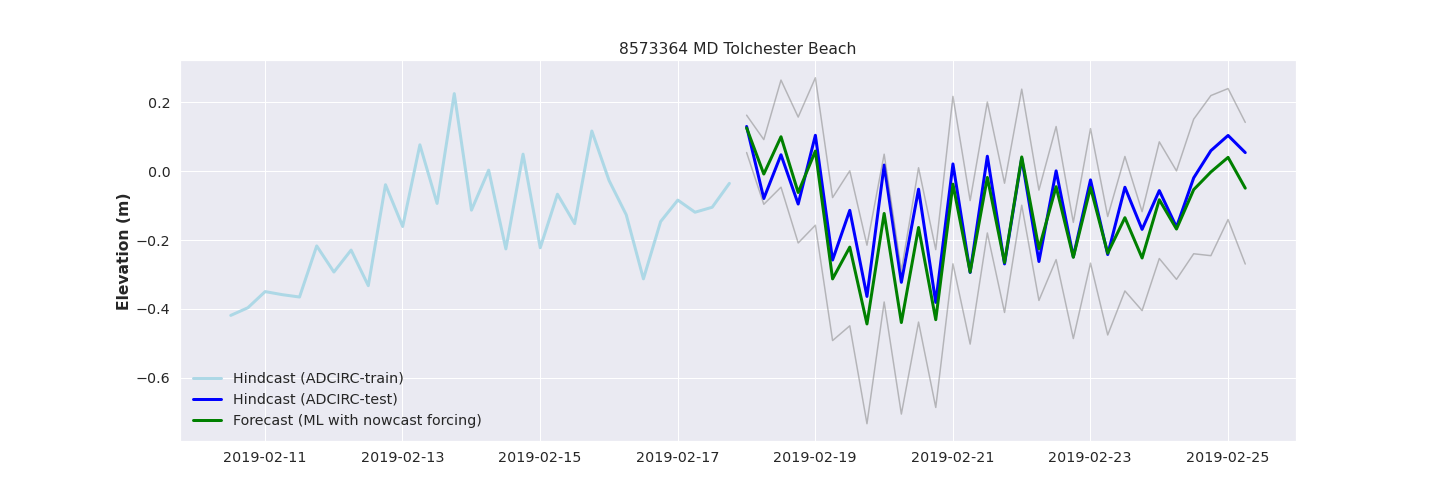 8573364 MD Tolchester Beach
Elevation (m)
0.2
0.0
−0.2
−0.4
−0.6
Hindcast (ADCIRC-train)
Hindcast (ADCIRC-test)
Forecast (ML with nowcast forcing)
2019-02-11 2019-02-13 2019-02-15 2019-02-17 2019-02-19 2019-02-21 2019-02-23 2019-02-25